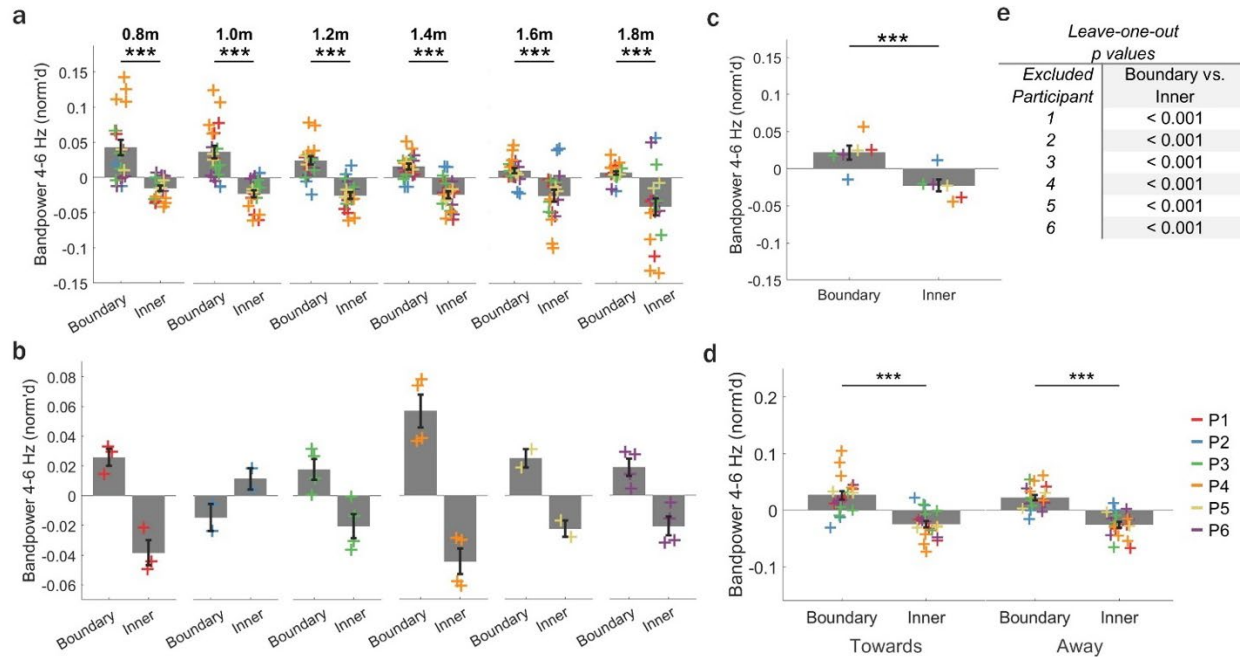 a
0.8m 1.0m 1.2m 1.4m 1.6m 1.8m
*** *** *** *** *** ***
Bandpower 4-6 Hz (norm'd)
0.15
0.1
0.05
0
-0.05
-0.1
-0.15
Boundary Inner Boundary Inner Boundary Inner Boundary Inner Boundary Inner Boundary Inner
c
***
Bandpower 4-6 Hz (norm'd)
0.15
0.1
0.05
0
-0.05
-0.1
-0.15
Boundary Inner
e
Leave-one-out
p values
Excluded Boundary vs.
Participant Inner
1 < 0.001
2 < 0.001
3 < 0.001
4 < 0.001
5 < 0.001
6 < 0.001
b
Bandpower 4-6 Hz (norm'd)
0.08
0.06
0.04
0.02
0
-0.02
-0.04
-0.06
Boundary Inner Boundary Inner Boundary Inner Boundary Inner Boundary Inner Boundary Inner
d
*** ***
Bandpower 4-6 Hz (norm'd)
0.2
0.1
0
-0.1
Boundary Inner Boundary Inner
Towards Away
P1
P2
P3
P4
P5
P6